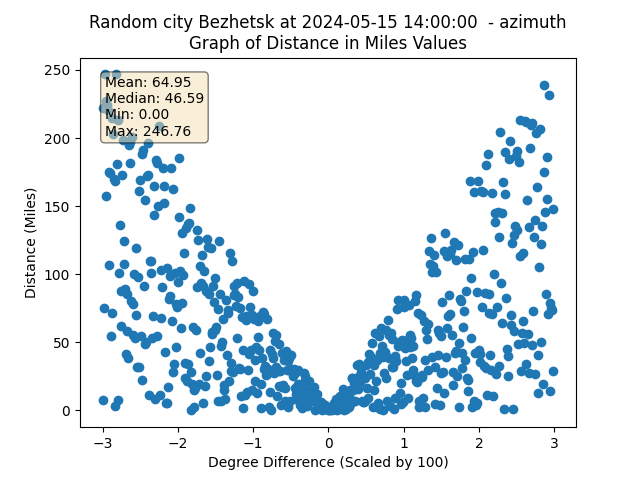 Random city Bezhetsk at 2024-05-15 14:00:00  - azimuth
Graph of Distance in Miles Values
Mean: 64.95
Median: 46.59
Min: 0.00
Max: 246.76
250
200
150
100
50
0
Distance (Miles)
−3
−2
−1
0
1
2
3
Degree Difference (Scaled by 100)